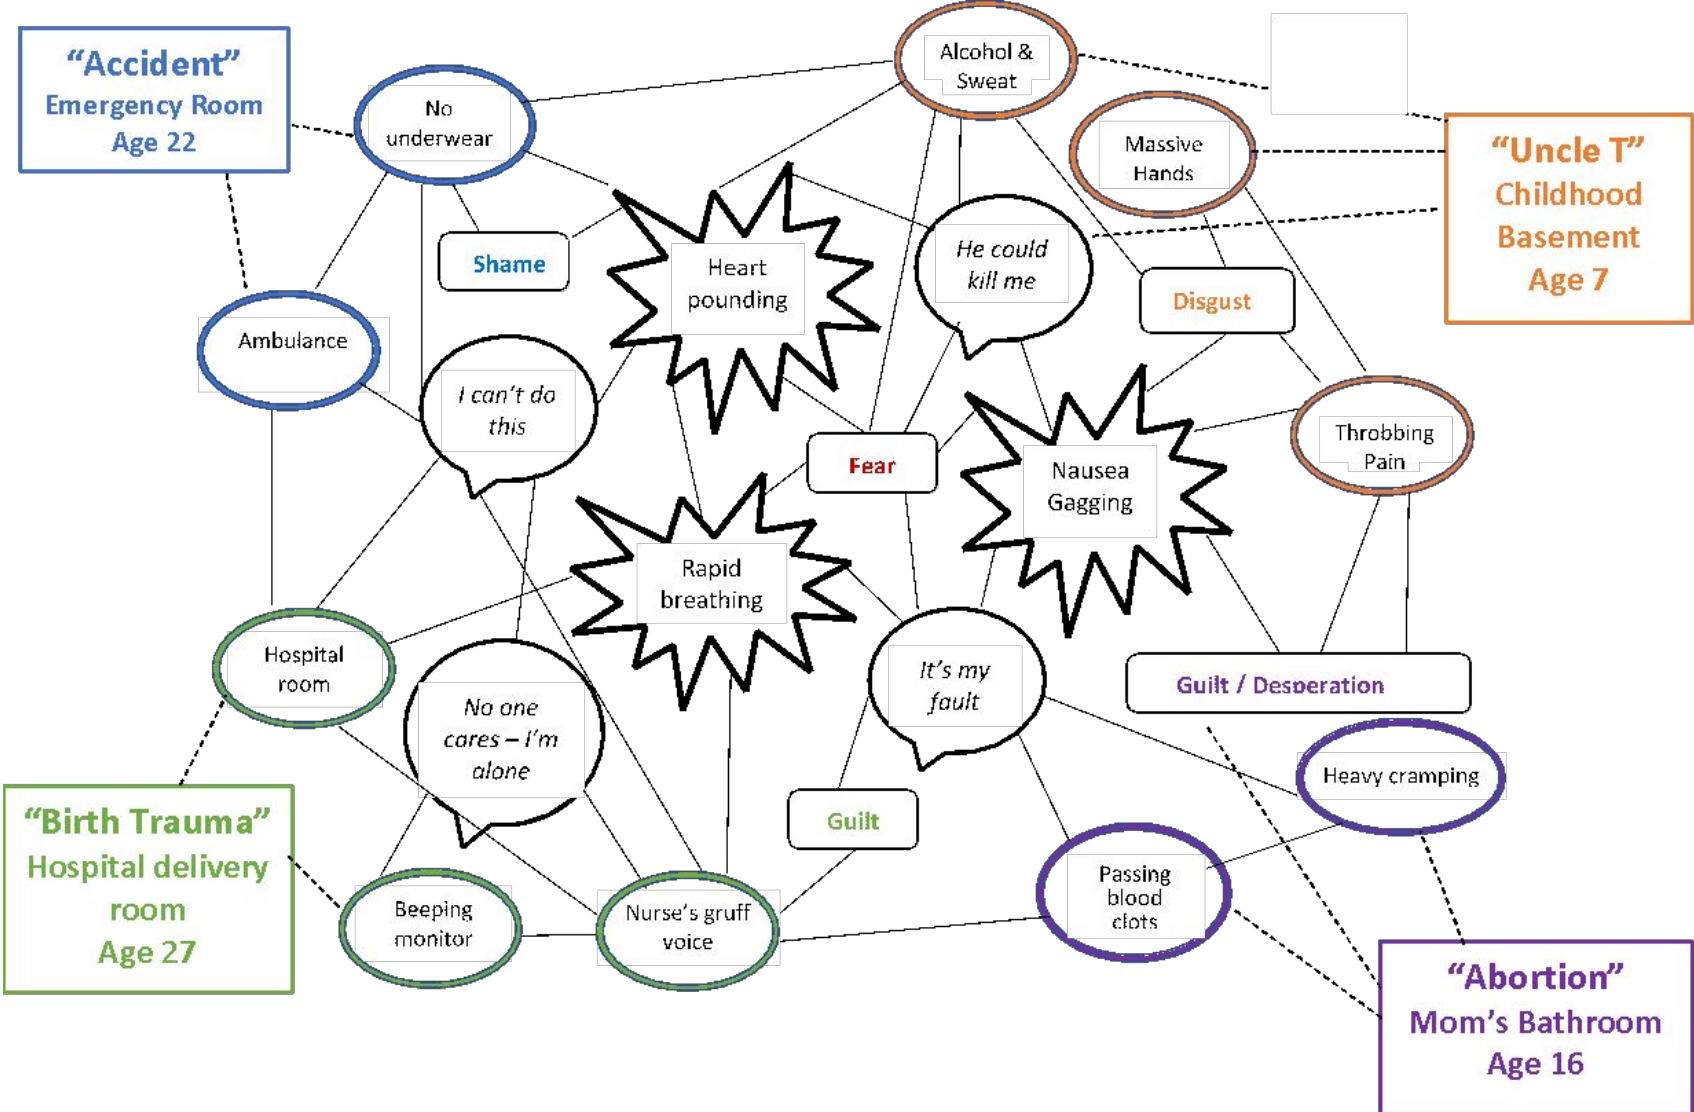 “Accident”
Emergency Room
Age 22
No
underwear
Alcohol &
Sweat
Massive
Hands
“Uncle T”
Childhood
Basement
Age 7
Shame
Heart
pounding
He could
kill me
Disgust
Ambulance
I can’t do
this
Fear
Nausea
Gagging
Throbbing
Pain
Rapid
breathing
Hospital
room
No one
cares – I’m
alone
It’s my
fault
Guilt / Desperation
Heavy cramping
“Birth Trauma”
Hospital delivery
room
Age 27
Guilt
Beeping
monitor
Nurse’s gruff
voice
Passing
blood
clots
“Abortion”
Mom’s Bathroom
Age 16